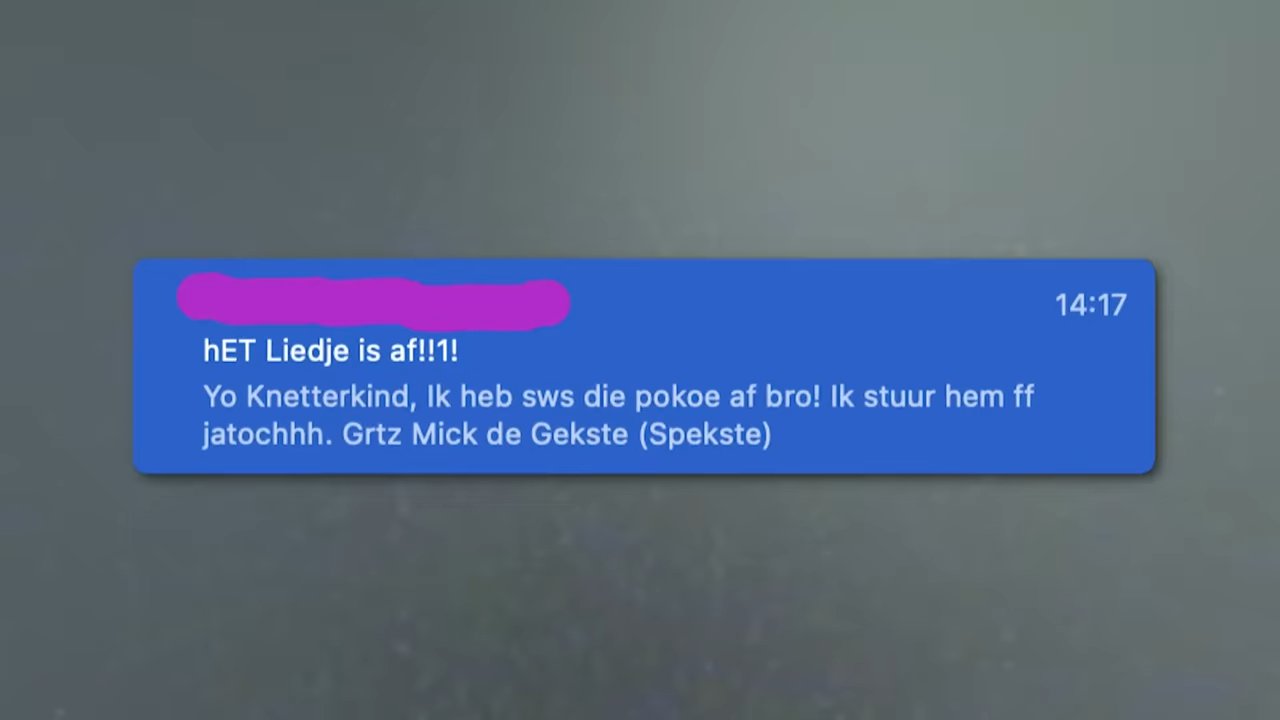 14:17
hET Liedje is af!!1!
Yo Knetterkind, Ik heb sws die pokoe af bro! Ik stuur hem ff
jatochhh. Grtz Mick de Gekste (Spekste)